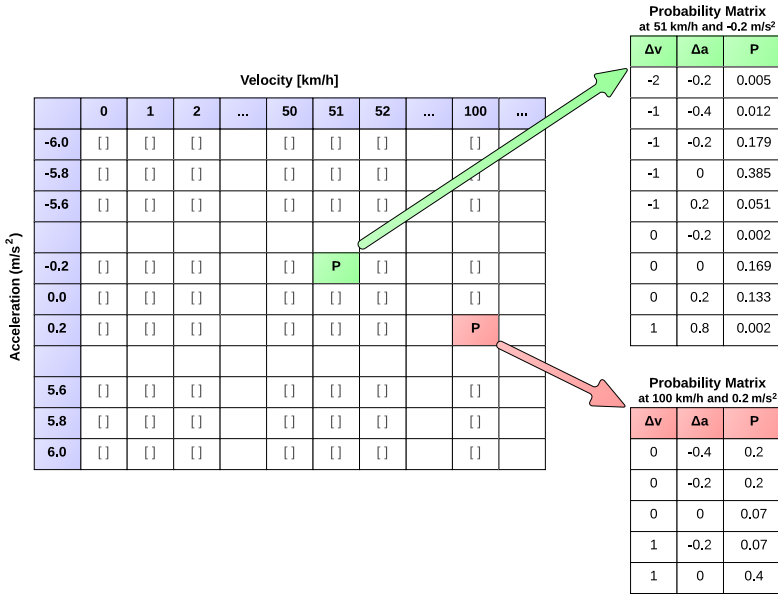 Probability Matrix
at 51 km/h and -0.2 m/s²
Δv Δa P
-2 -0.2 0.005
-1 -0.4 0.012
-1 -0.2 0.179
-1 0 0.385
-1 0.2 0.051
0 -0.2 0.002
0 0 0.169
0 0.2 0.133
1 0.8 0.002
Velocity [km/h]
0 1 2 ... 50 51 52 ... 100 ...
Acceleration (m/s²)
-6.0 [ ] [ ] [ ] [ ] [ ] [ ] [ ]
-5.8 [ ] [ ] [ ] [ ] [ ] [ ] [ ]
-5.6 [ ] [ ] [ ] [ ] [ ] [ ] [ ]
-0.2 [ ] [ ] [ ] [ ] P [ ] [ ]
0.0 [ ] [ ] [ ] [ ] [ ] [ ] [ ]
0.2 [ ] [ ] [ ] [ ] [ ] [ ] P
5.6 [ ] [ ] [ ] [ ] [ ] [ ] [ ]
5.8 [ ] [ ] [ ] [ ] [ ] [ ] [ ]
6.0 [ ] [ ] [ ] [ ] [ ] [ ] [ ]
Probability Matrix
at 100 km/h and 0.2 m/s²
Δv Δa P
0 -0.4 0.2
0 -0.2 0.2
0 0 0.07
1 -0.2 0.07
1 0 0.4